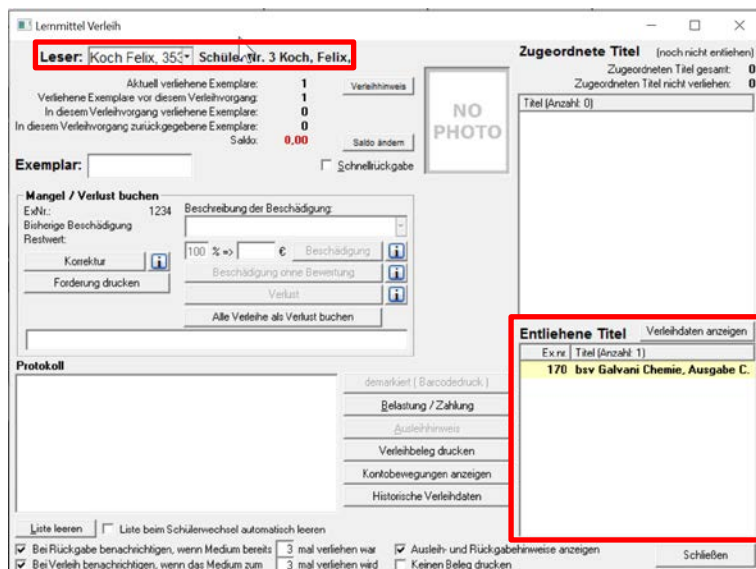 Lernmittel Verleih
Leser: Koch Felix, 353 Schüler Nr. 3 Koch, Felix,
Aktuell verliehene Exemplare: 1
Verliehene Exemplare vor diesem Verleihvorgang: 1
In diesem Verleihvorgang verliehene Exemplare: 0
In diesem Verleihvorgang zurückgegebene Exemplare: 0
Saldo: 0,00
Verleihhinweis
Saldo ändern
NO
PHOTO
Exemplar:
Schnellrückgabe
Mangel / Verlust buchen
ExNr.: 1234
Bisherige Beschädigung
Restwert:
Korrektur
Forderung drucken
Beschreibung der Beschädigung:
100 % => € Beschädigung
Beschädigung ohne Bewertung
Verlust
Alle Verleihe als Verlust buchen
Protokoll
demarkiert ( Barcodedruck )
Belastung / Zahlung
Ausleihhinweis
Verleihbeleg drucken
Kontobewegungen anzeigen
Historische Verleihdaten
Zugeordnete Titel (noch nicht entliehen)
Zugeordneten Titel gesamt: 0
Zugeordneten Titel nicht verliehen: 0
Titel (Anzahl: 0)
Entliehene Titel Verleihdaten anzeigen
Ex.nr. Titel (Anzahl: 1)
170 bsv Galvani Chemie, Ausgabe C.
Liste leeren Liste beim Schülerwechsel automatisch leeren
Bei Rückgabe benachrichtigen, wenn Medium bereits 3 mal verliehen war Ausleih- und Rückgabehinweise anzeigen
Bei Verleih benachrichtigen, wenn das Medium zum 3 mal verliehen wird Keinen Beleg drucken
Schließen